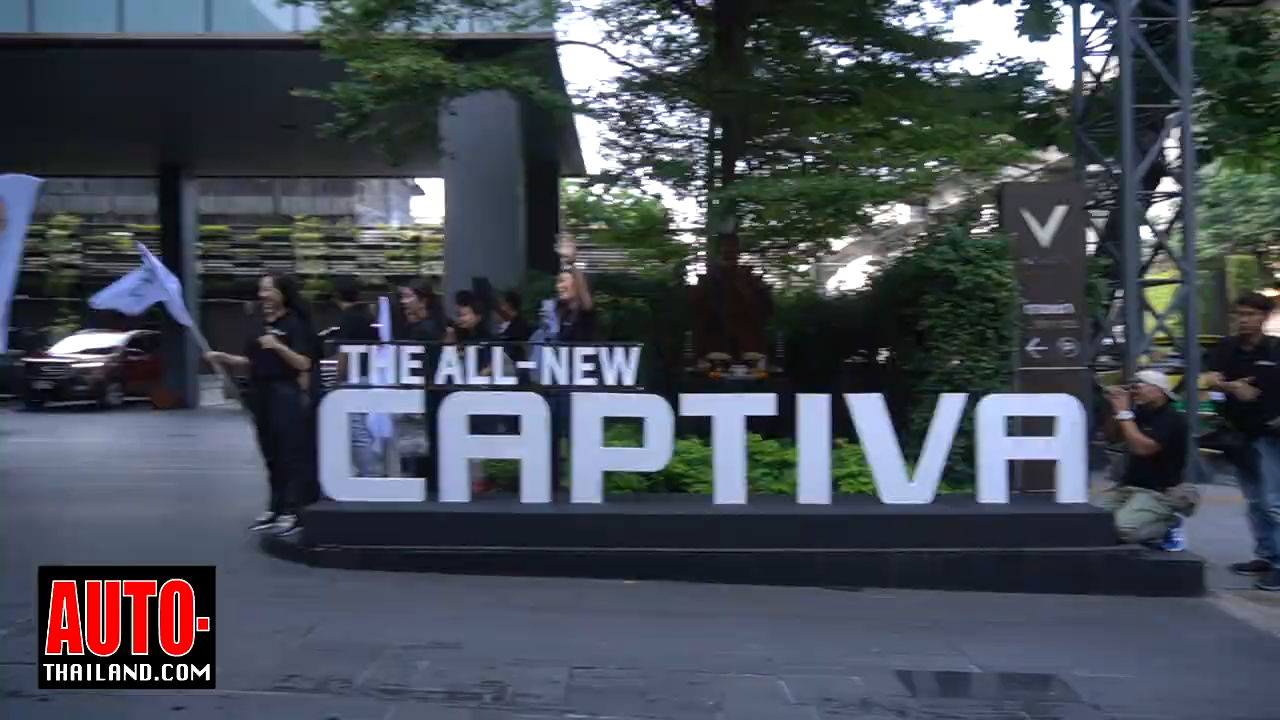 V
THE ALL-NEW
CAPTIVA
AUTO-
THAILAND.COM